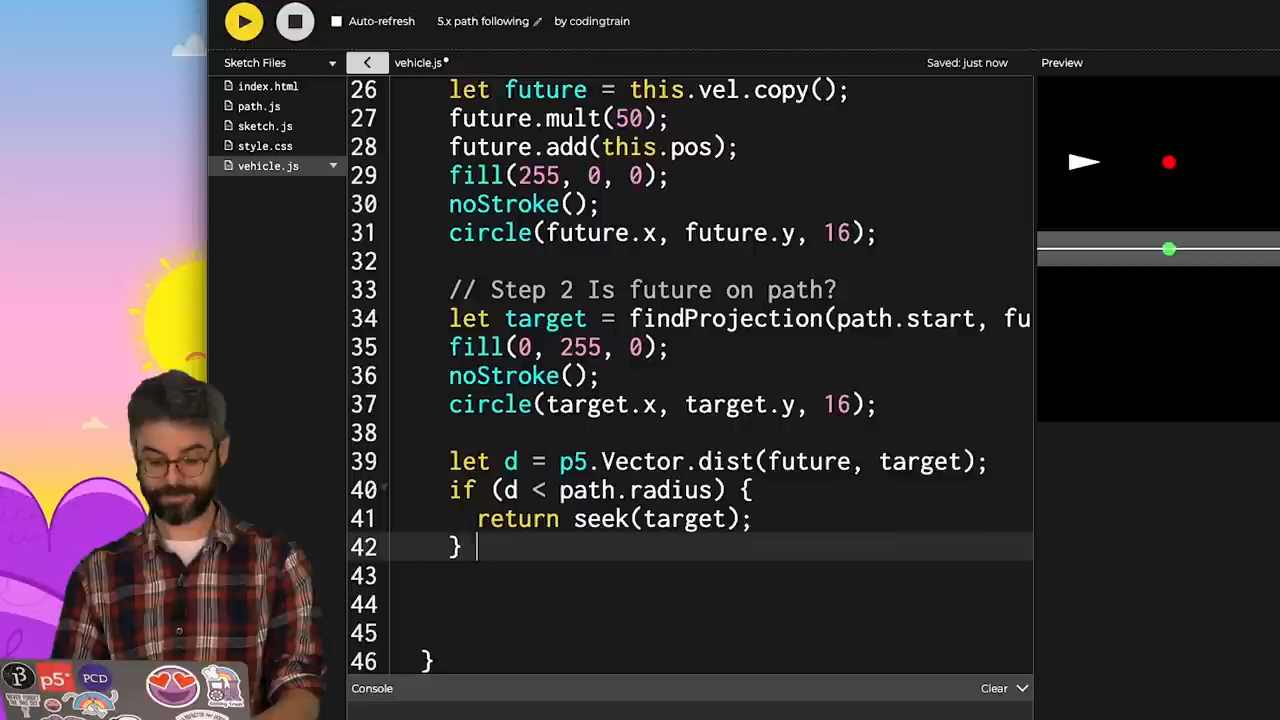 Auto-refresh
5.x path following
by codingtrain
Sketch Files
vehicle.js
Saved: just now
Preview
index.html
path.js
sketch.js
style.css
vehicle.js
26 let future = this.vel.copy();
27 future.mult(50);
28 future.add(this.pos);
29 fill(255, 0, 0);
30 noStroke();
31 circle(future.x, future.y, 16);
32
33 // Step 2 Is future on path?
34 let target = findProjection(path.start, fu
35 fill(0, 255, 0);
36 noStroke();
37 circle(target.x, target.y, 16);
38
39 let d = p5.Vector.dist(future, target);
40 if (d < path.radius) {
41 return seek(target);
42 }
43
44
45
46 }
Console
Clear
p5*
PCD